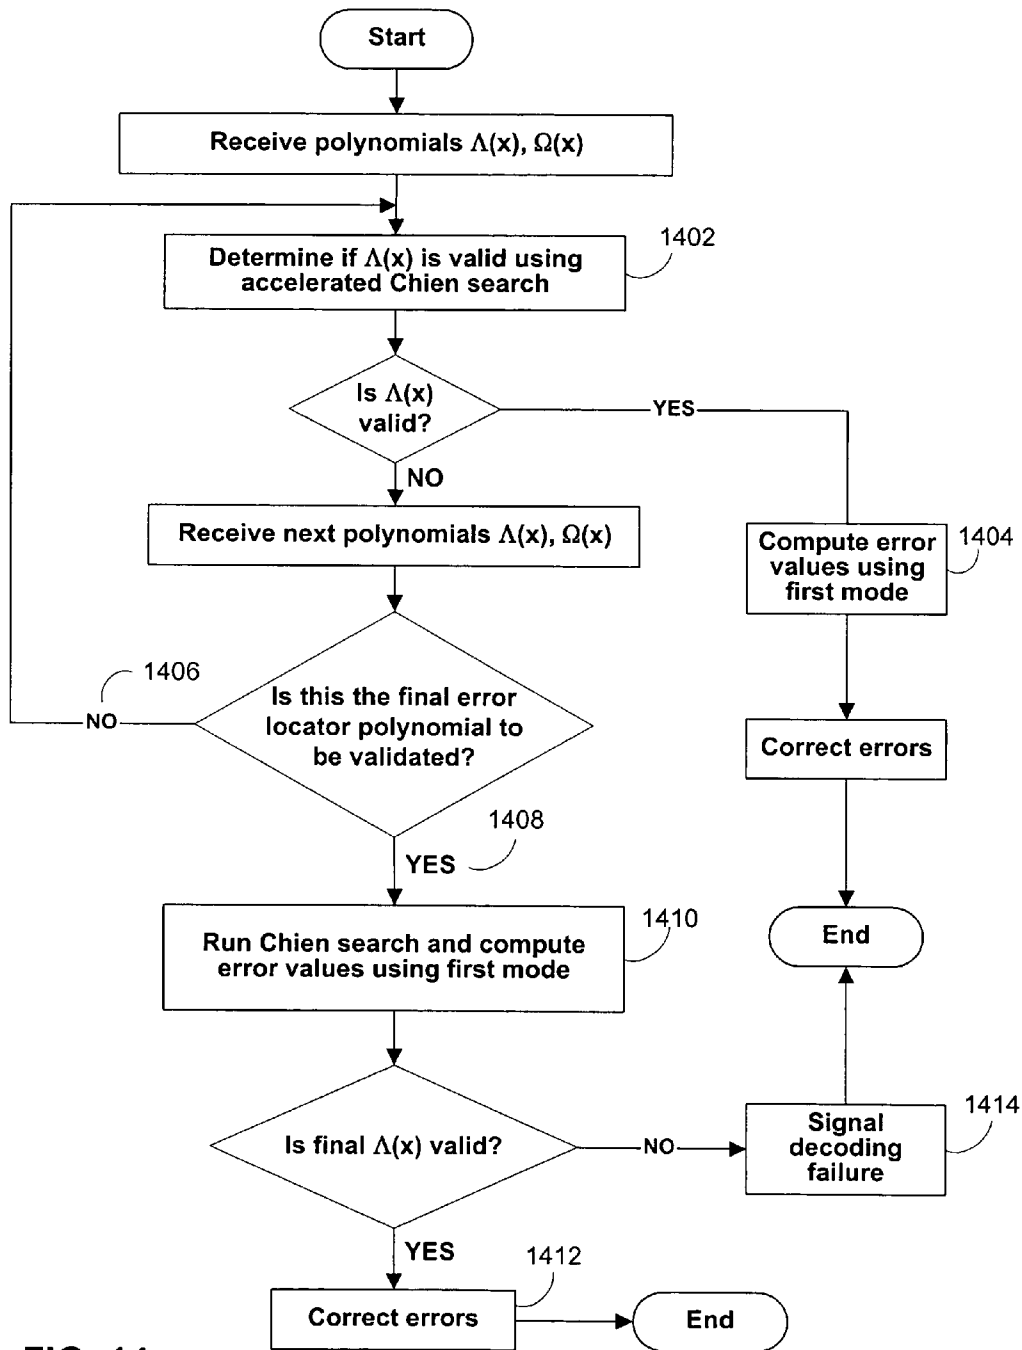 Start
Receive polynomials Λ(x), Ω(x)
1402
Determine if Λ(x) is valid using
accelerated Chien search
Is Λ(x)
valid?
YES
NO
Receive next polynomials Λ(x), Ω(x)
1404
Compute error
values using
first mode
1406
NO
Is this the final error
locator polynomial to
be validated?
Correct errors
1408
YES
1410
Run Chien search and compute
error values using first mode
End
Is final Λ(x) valid?
NO
1414
Signal
decoding
failure
YES
1412
Correct errors
End